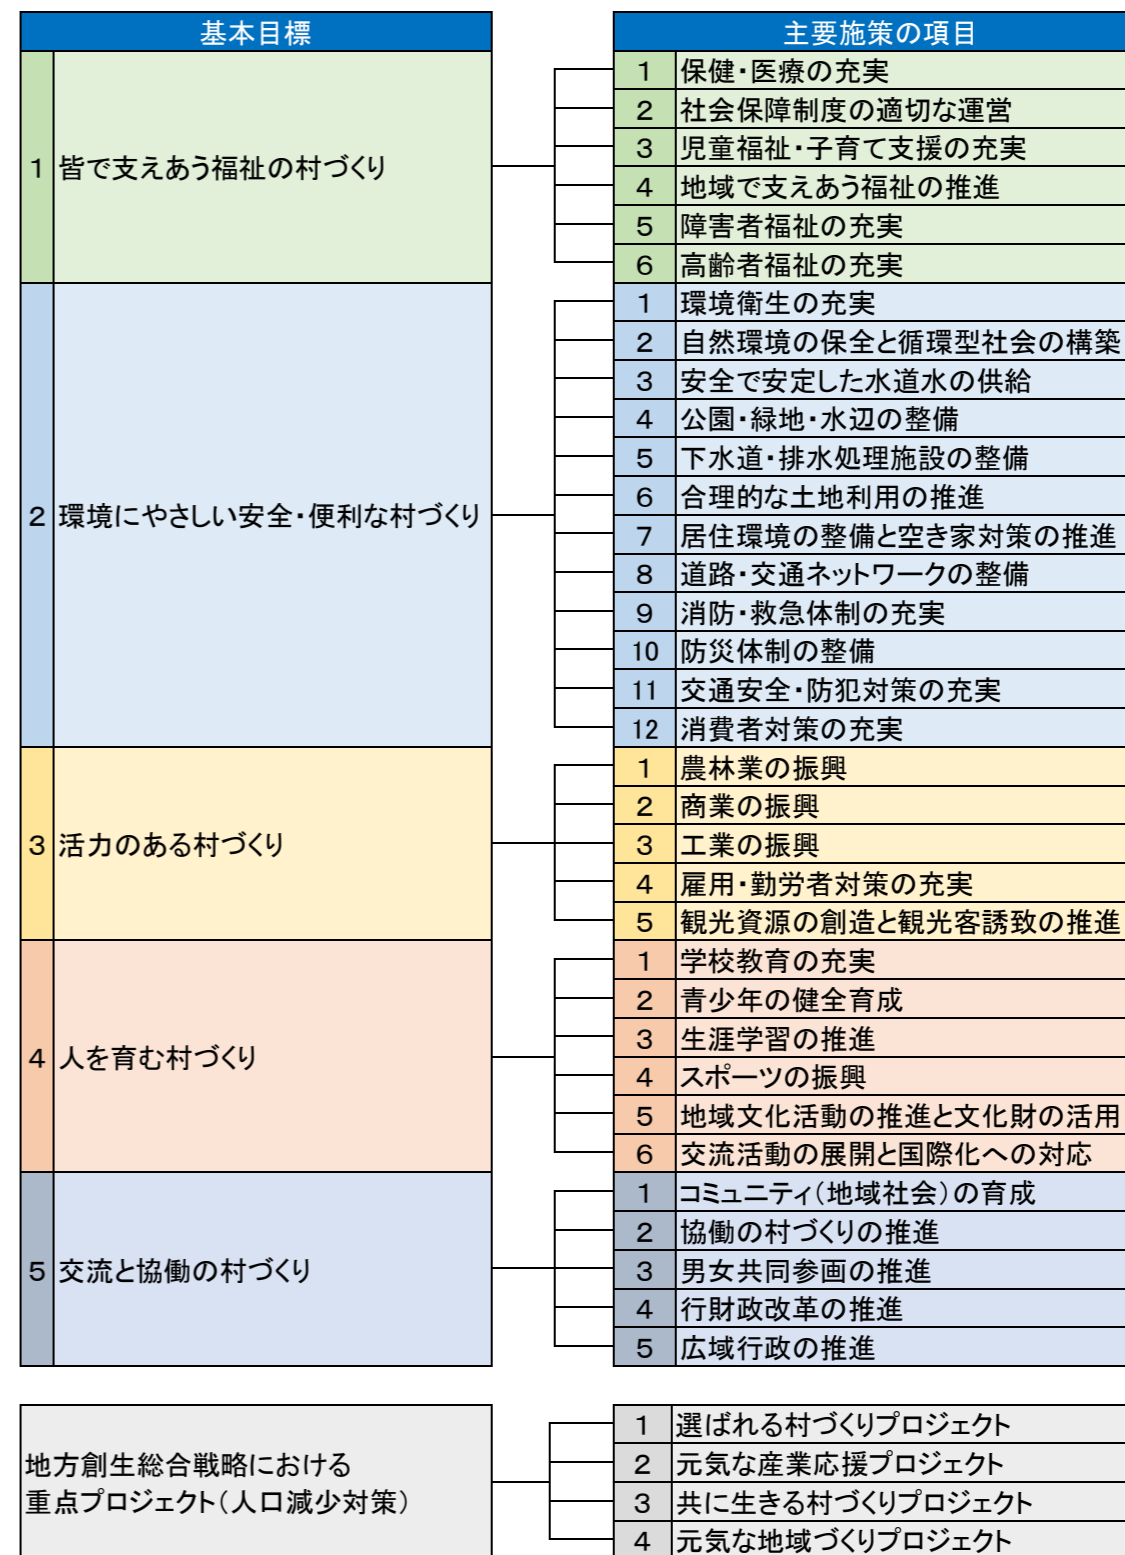 基本目標
主要施策の項目
1 皆で支えあう福祉の村づくり
1 保健・医療の充実
2 社会保障制度の適切な運営
3 児童福祉・子育て支援の充実
4 地域で支えあう福祉の推進
5 障害者福祉の充実
6 高齢者福祉の充実
2 環境にやさしい安全・便利な村づくり
1 環境衛生の充実
2 自然環境の保全と循環型社会の構築
3 安全で安定した水道水の供給
4 公園・緑地・水辺の整備
5 下水道・排水処理施設の整備
6 合理的な土地利用の推進
7 居住環境の整備と空き家対策の推進
8 道路・交通ネットワークの整備
9 消防・救急体制の充実
10 防災体制の整備
11 交通安全・防犯対策の充実
12 消費者対策の充実
3 活力のある村づくり
1 農林業の振興
2 商業の振興
3 工業の振興
4 雇用・勤労者対策の充実
5 観光資源の創造と観光客誘致の推進
4 人を育む村づくり
1 学校教育の充実
2 青少年の健全育成
3 生涯学習の推進
4 スポーツの振興
5 地域文化活動の推進と文化財の活用
6 交流活動の展開と国際化への対応
5 交流と協働の村づくり
1 コミュニティ(地域社会)の育成
2 協働の村づくりの推進
3 男女共同参画の推進
4 行財政改革の推進
5 広域行政の推進
地方創生総合戦略における
重点プロジェクト(人口減少対策)
1 選ばれる村づくりプロジェクト
2 元気な産業応援プロジェクト
3 共に生きる村づくりプロジェクト
4 元気な地域づくりプロジェクト